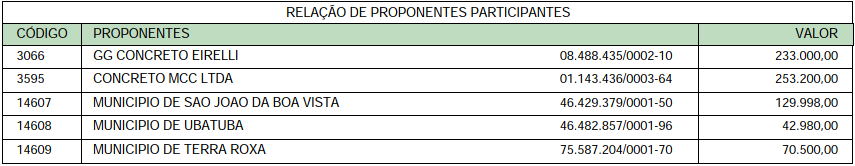 RELAÇÃO DE PROPONENTES PARTICIPANTES
CÓDIGO PROPONENTES VALOR
3066 GG CONCRETO EIRELLI 08.488.435/0002-10 233.000,00
3595 CONCRETO MCC LTDA 01.143.436/0003-64 253.200,00
14607 MUNICIPIO DE SAO JOAO DA BOA VISTA 46.429.379/0001-50 129.998,00
14608 MUNICIPIO DE UBATUBA 46.482.857/0001-96 42.980,00
14609 MUNICIPIO DE TERRA ROXA 75.587.204/0001-70 70.500,00